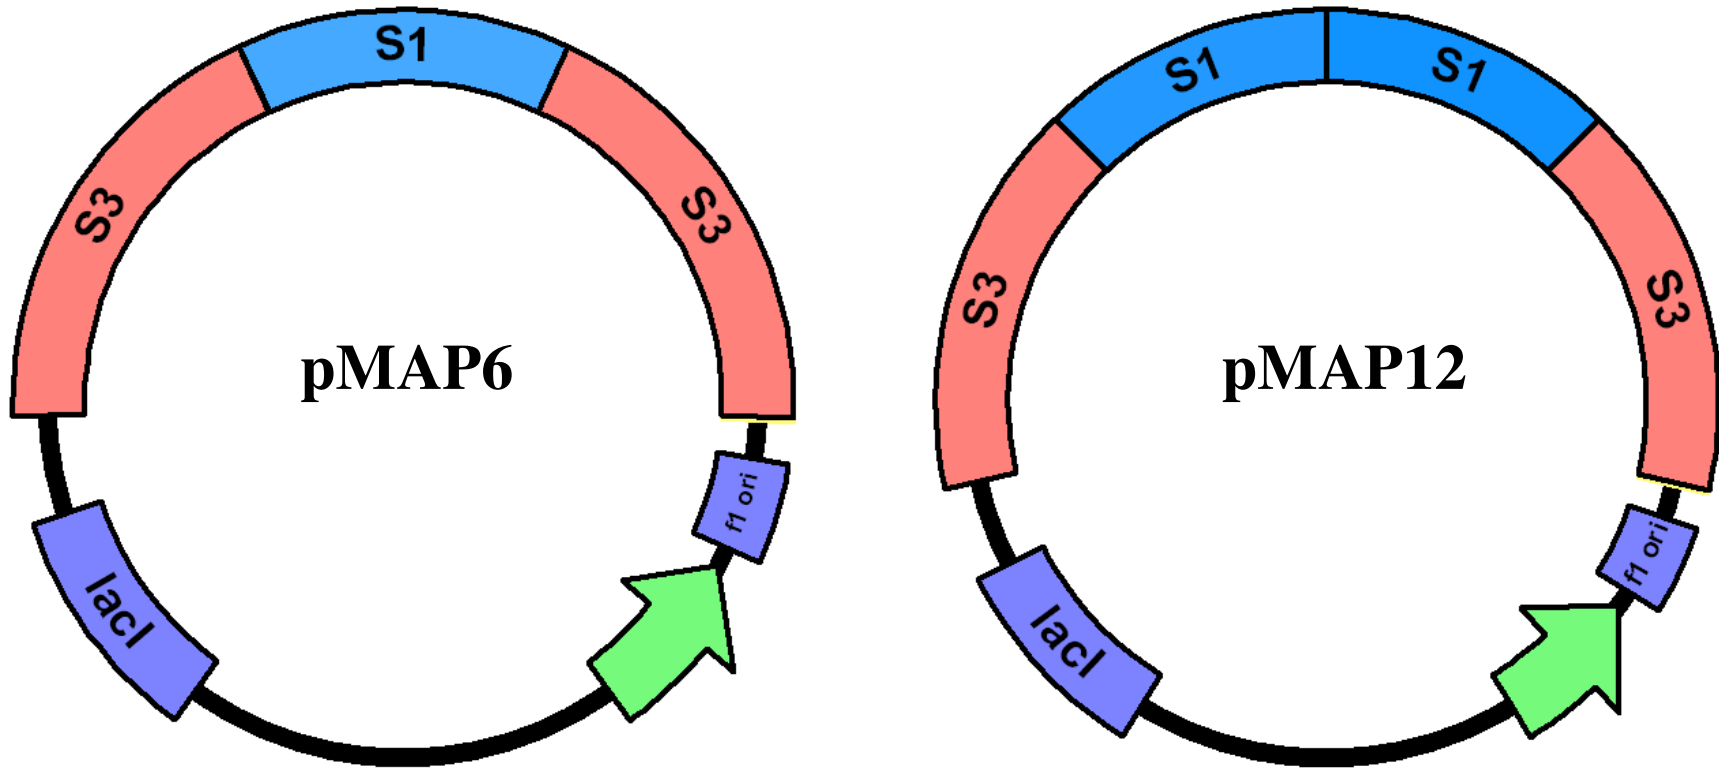 S1
S3
S3
pMAP6
f1 ori
lacI
S1
S1
S3
S3
pMAP12
f1 ori
lacI